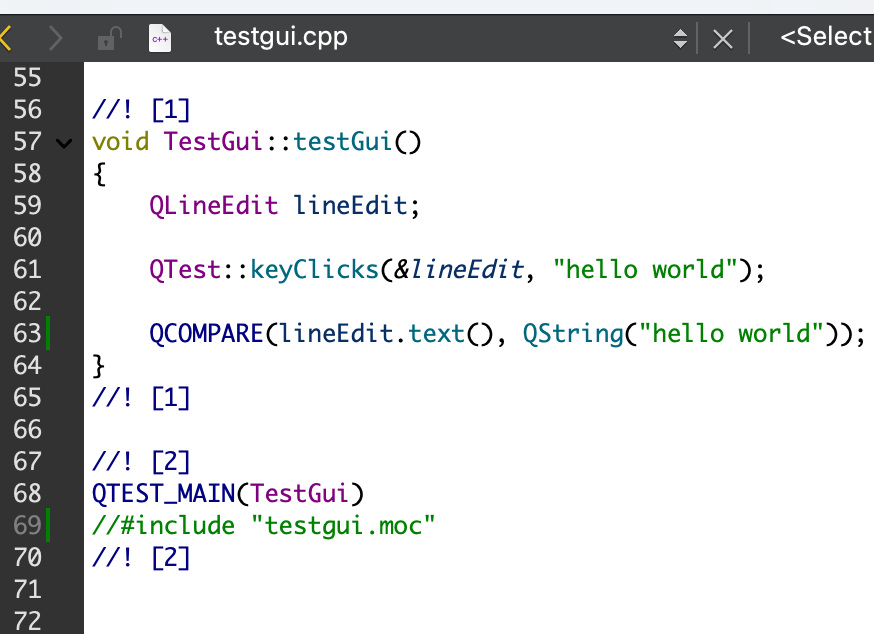 testgui.cpp <Select
55
56 //! [1]
57 void TestGui::testGui()
58 {
59     QLineEdit lineEdit;
60
61     QTest::keyClicks(&lineEdit, "hello world");
62
63     QCOMPARE(lineEdit.text(), QString("hello world"));
64 }
65 //! [1]
66
67 //! [2]
68 QTEST_MAIN(TestGui)
69 //#include "testgui.moc"
70 //! [2]
71
72